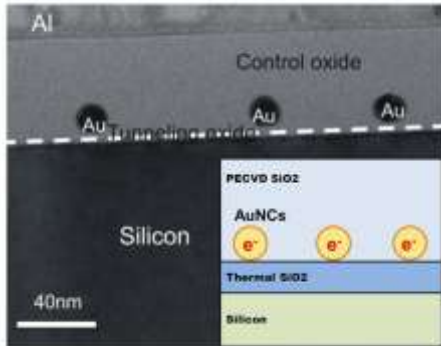 Al
Control oxide
Au
Au
Au
Tunneling oxide
PECVD SiO2
AuNCs
Silicon
e-
e-
e-
Thermal SiO2
40nm
Silicon